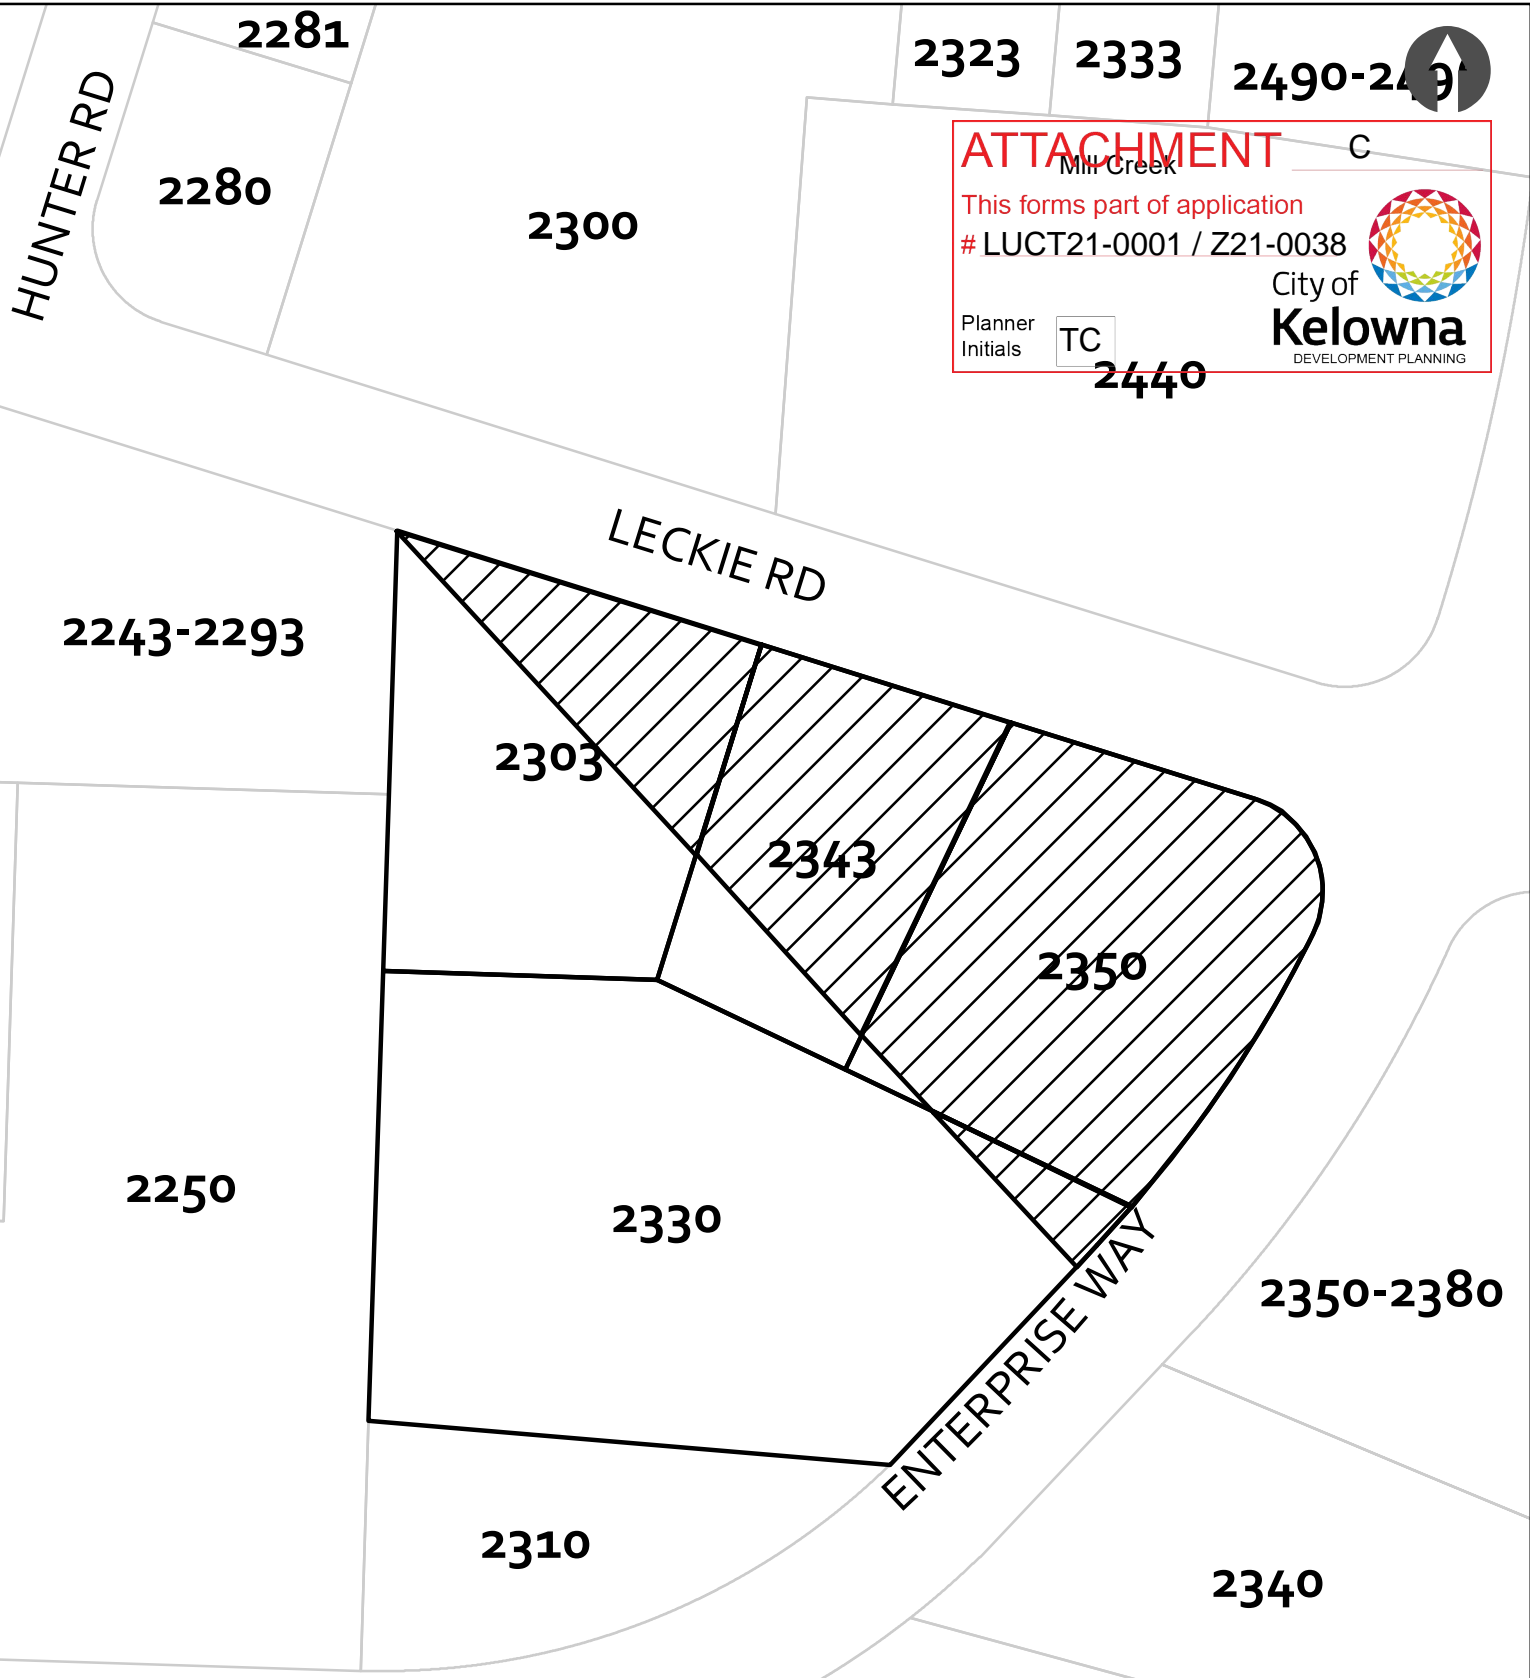 2281
2323
2333
HUNTER RD
2280
2300
ATTACHMENT C
Mill Creek
This forms part of application
# LUCT21-0001 / Z21-0038
City of
Kelowna
DEVELOPMENT PLANNING
Planner
Initials TC
2440
LECKIE RD
2243-2293
2303
2343
2350
2250
2330
ENTERPRISE WAY
2350-2380
2310
2340